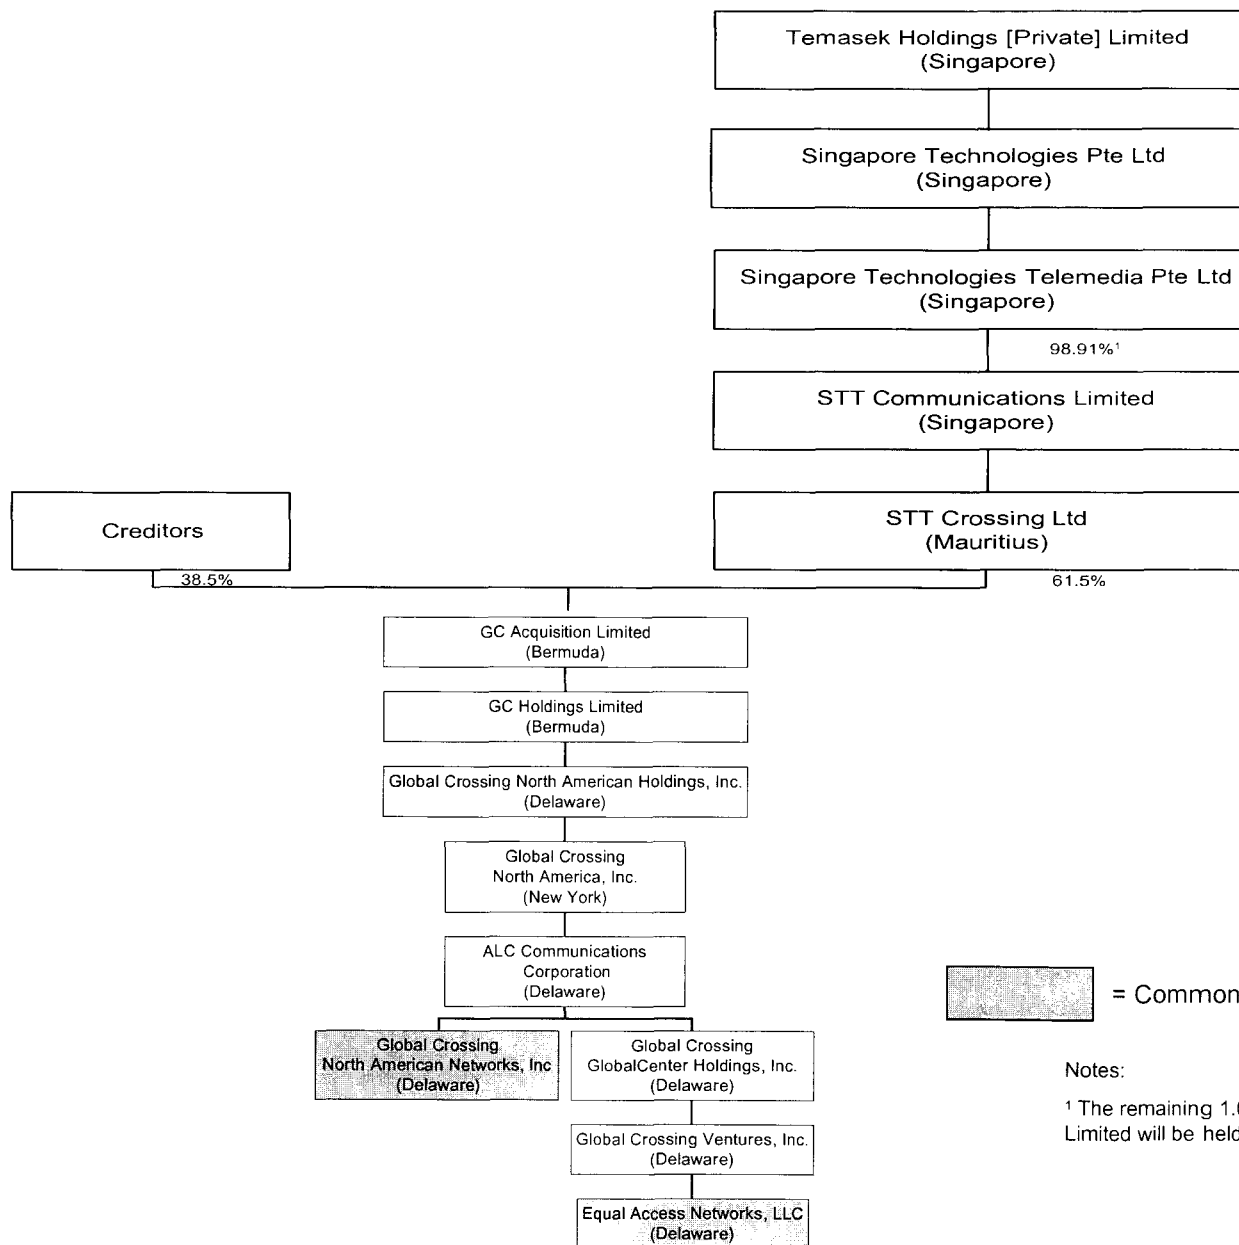 Temasek Holdings [Private] Limited
(Singapore)
Singapore Technologies Pte Ltd
(Singapore)
Singapore Technologies Telemedia Pte Ltd
(Singapore)
98.91%¹
STT Communications Limited
(Singapore)
Creditors
STT Crossing Ltd
(Mauritius)
38.5%
61.5%
GC Acquisition Limited
(Bermuda)
GC Holdings Limited
(Bermuda)
Global Crossing North American Holdings, Inc.
(Delaware)
Global Crossing
North America, Inc.
(New York)
ALC Communications
Corporation
(Delaware)
= Common
Global Crossing
North American Networks, Inc
(Delaware)
Global Crossing
GlobalCenter Holdings, Inc.
(Delaware)
Notes:
¹ The remaining 1.
Limited will be held
Global Crossing Ventures, Inc.
(Delaware)
Equal Access Networks, LLC
(Delaware)